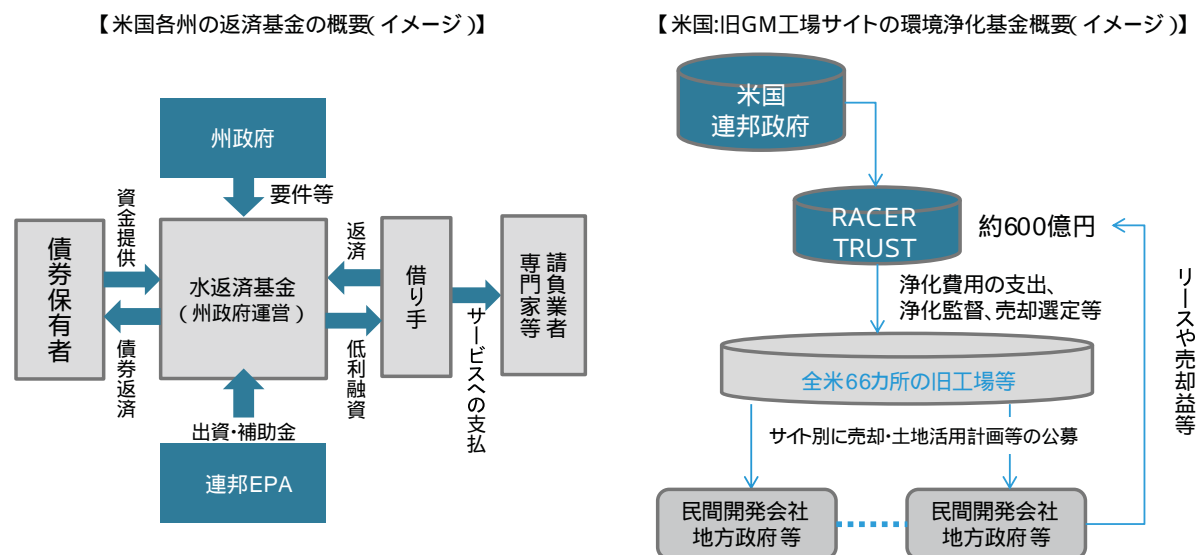 【米国各州の返済基金の概要(イメージ)】
州政府
要件等
資金提供
債券保有者
債券返済
水返済基金
(州政府運営)
返済
低利融資
借り手
サービスへの支払
請負業者
専門家等
出資・補助金
連邦EPA
【米国:旧GM工場サイトの環境浄化基金概要(イメージ)】
米国
連邦政府
RACER
TRUST
約600億円
浄化費用の支出、
浄化監督、売却選定等
リースや売却益等
全米66カ所の旧工場等
サイト別に売却・土地活用計画等の公募
民間開発会社
地方政府等
民間開発会社
地方政府等